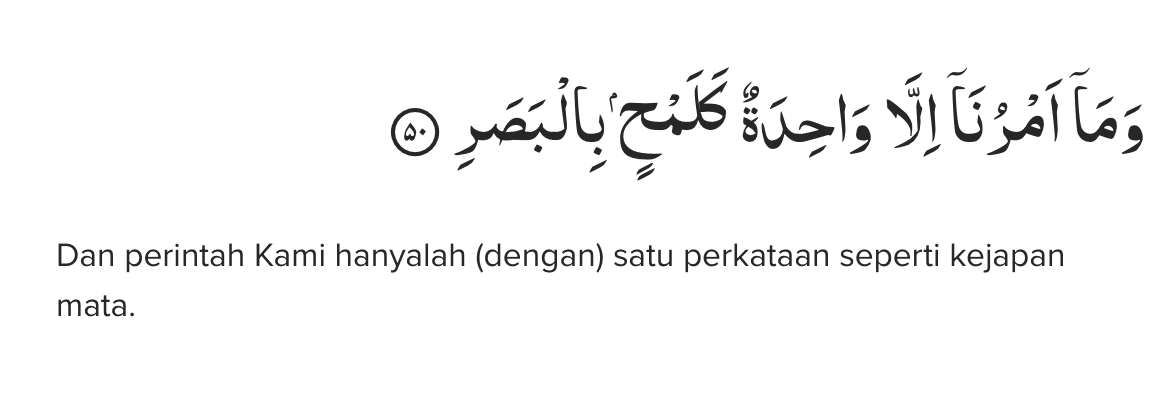 وَمَآ اَمْرُنَآ اِلَّا وَاحِدَةٌ كَلَمْحٍۢ بِالْبَصَرِ ۝٥٠
Dan perintah Kami hanyalah (dengan) satu perkataan seperti kejapan
mata.